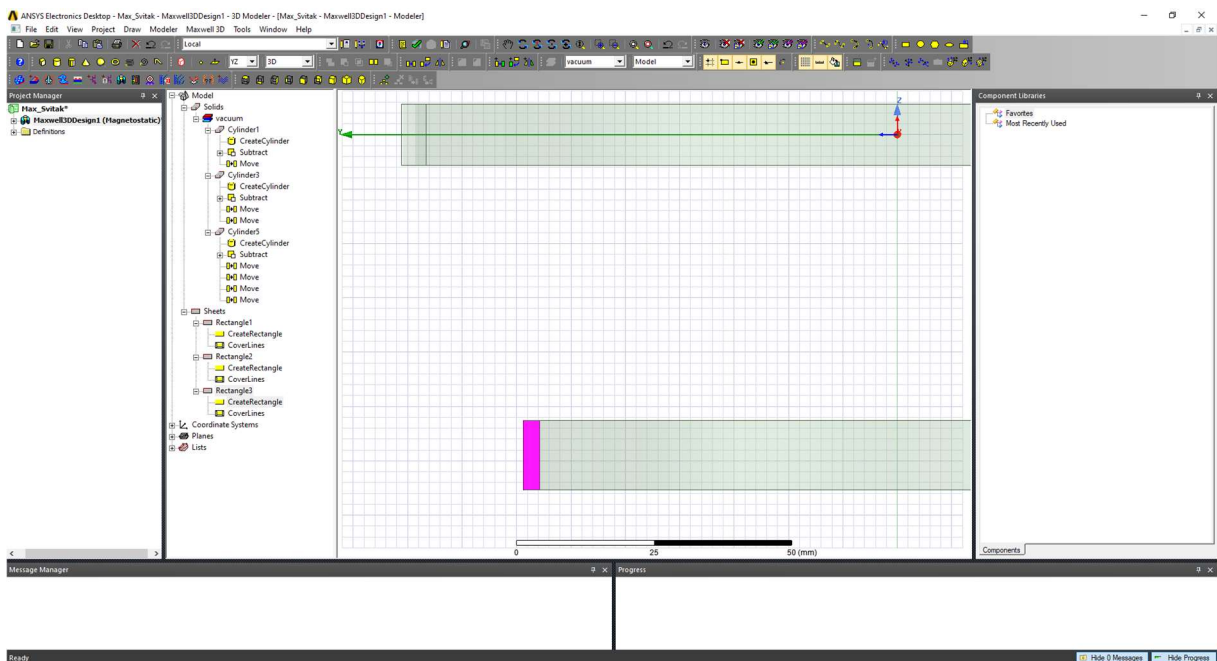 ANSYS Electronics Desktop - Max_Svitak - Maxwell3DDesign1 - 3D Modeler - [Max_Svitak - Maxwell3DDesign1 - Modeler]
File Edit View Project Draw Modeler Maxwell 3D Tools Window Help
Local
YZ 3D vacuum Model
Project Manager
Max_Svitak*
Maxwell3DDesign1 (Magnetostatic)*
Definitions
Model
Solids
vacuum
Cylinder1
CreateCylinder
Subtract
Move
Cylinder3
CreateCylinder
Subtract
Move
Move
Cylinder5
CreateCylinder
Subtract
Move
Move
Move
Move
Sheets
Rectangle1
CreateRectangle
CoverLines
Rectangle2
CreateRectangle
CoverLines
Rectangle3
CreateRectangle
CoverLines
Coordinate Systems
Planes
Lists
Z
Y
0 25 50 (mm)
Component Libraries
Favorites
Most Recently Used
Components
Message Manager
Progress
Ready
Hide 0 Messages Hide Progress